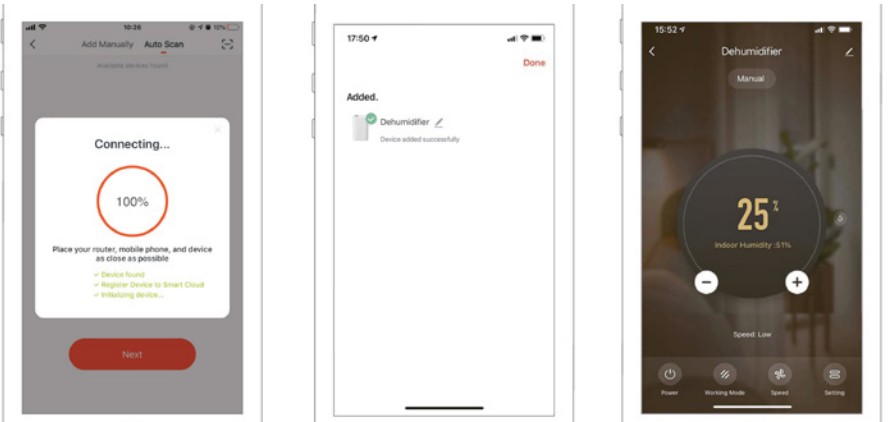 10:36
10%
Add Manually Auto Scan
Available devices found
Connecting...
100%
Place your router, mobile phone, and device
as close as possible
✓ Device found
✓ Register Device to Smart Cloud
✓ Initializing device...
Next
17:50
Done
Added.
Dehumidifier
Device added successfully
15:52
Dehumidifier
Manual
25 %
Indoor Humidity :51%
Speed: Low
Power Working Mode Speed Setting